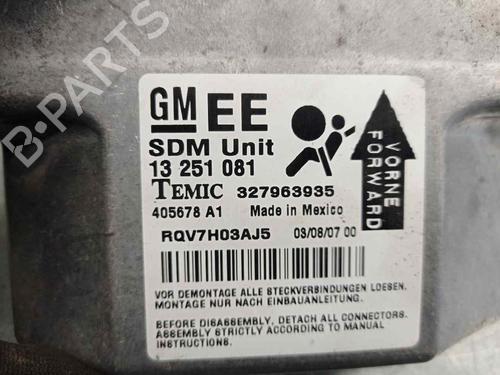 GM EE
SDM Unit
13 251 081
TEMIC 327963935
405678 A1 Made in Mexico
RQV7H03AJ5 03/08/07 00
VORNE
FORWARD
VOR DEMONTAGE ALLE STECKVERBINDUNGEN LOESEN.
MONTAGE NUR NACH EINBAUANLEITUNG.
BEFORE DISASSEMBLY, DETACH ALL CONNECTORS.
ASSEMBLY STRICTLY ACCORDING TO MANUAL
INSTRUCTIONS.
B-PARTS